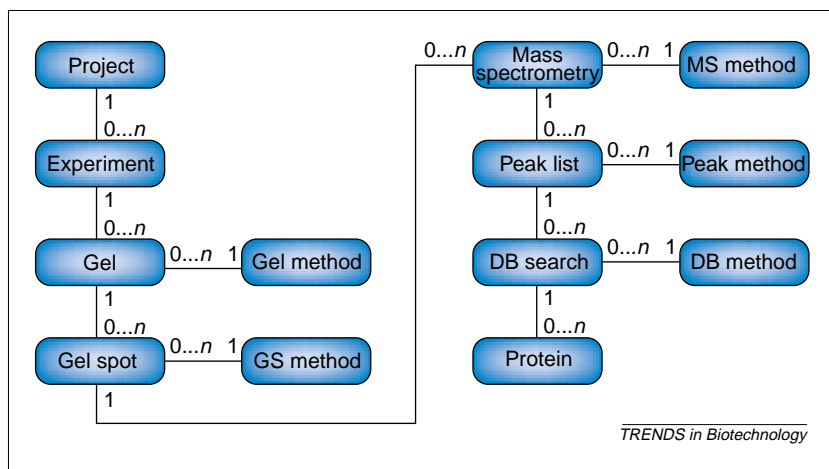 Project
1
0...n
Experiment
1
0...n
Gel
0...n 1
Gel method
1
0...n
Gel spot
0...n 1
GS method
1
0...n
Mass
spectrometry
0...n 1
MS method
1
0...n
Peak list
0...n 1
Peak method
1
0...n
DB search
0...n 1
DB method
1
0...n
Protein
TRENDS in Biotechnology